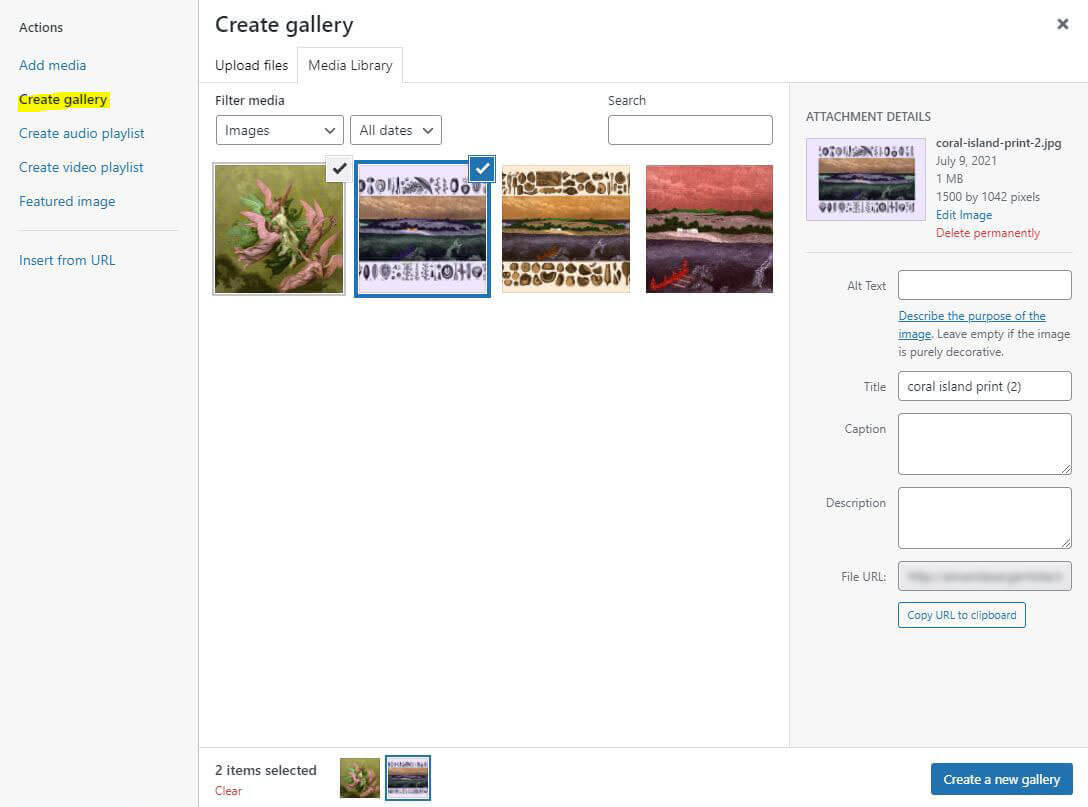 Actions
Add media
Create gallery
Create audio playlist
Create video playlist
Featured image
Insert from URL
Create gallery
Upload files
Media Library
Filter media
Images
All dates
Search
ATTACHMENT DETAILS
coral-island-print-2.jpg
July 9, 2021
1 MB
1500 by 1042 pixels
Edit Image
Delete permanently
Alt Text
Describe the purpose of the
image. Leave empty if the image
is purely decorative.
Title
coral island print (2)
Caption
Description
File URL:
Copy URL to clipboard
2 items selected
Clear
Create a new gallery